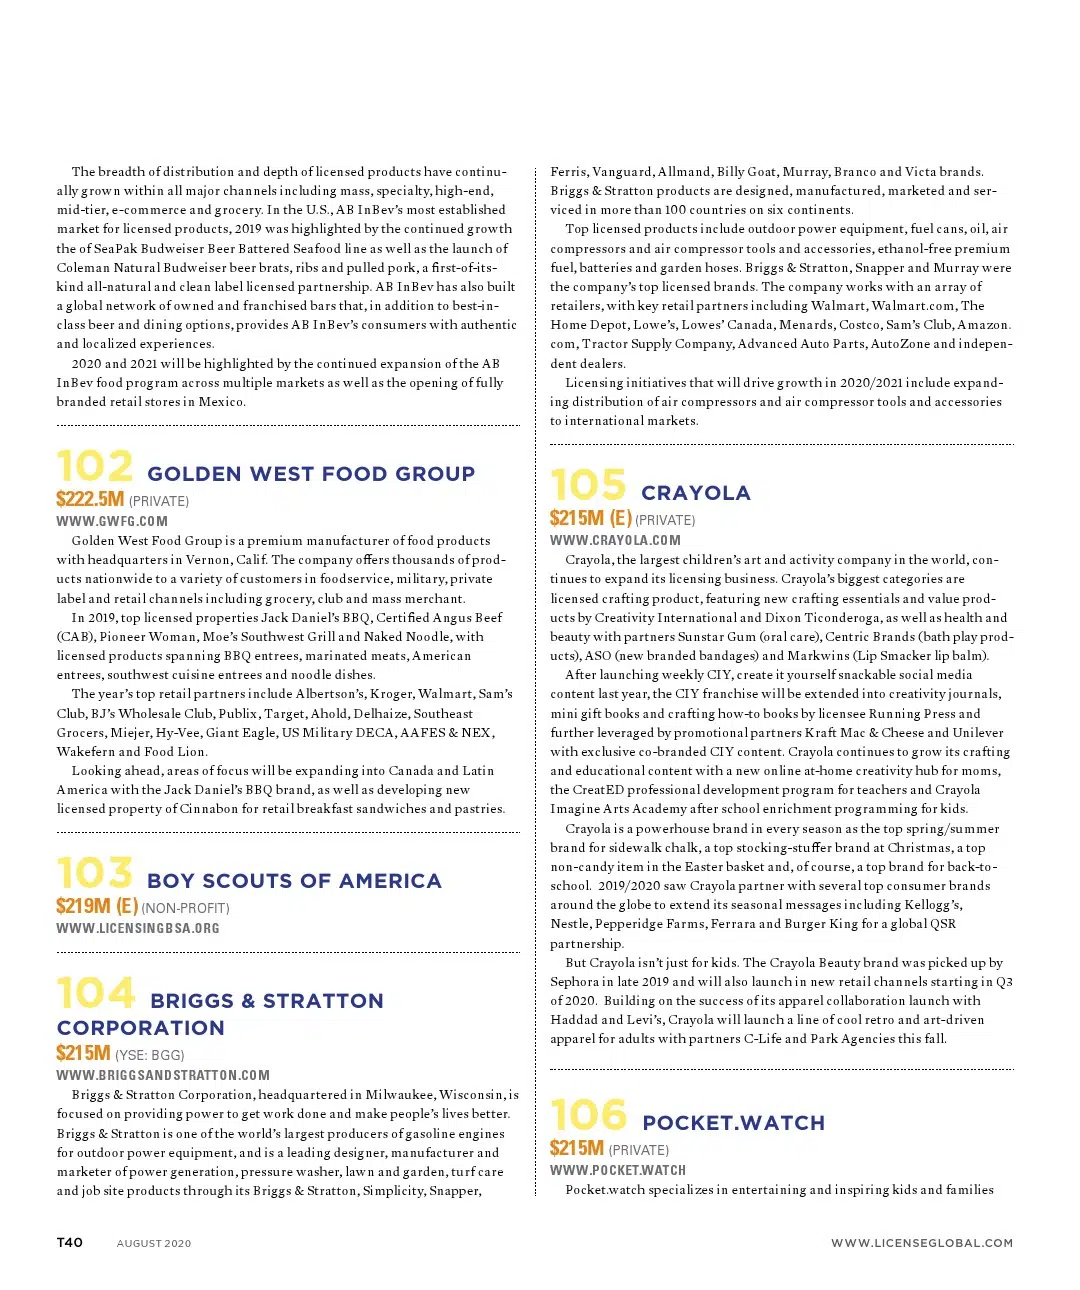 The breadth of distribution and depth of licensed products have continu-
ally grown within all major channels including mass, specialty, high-end,
mid-tier, e-commerce and grocery. In the U.S., AB InBev's most established
market for licensed products, 2019 was highlighted by the continued growth
the of SeaPak Budweiser Beer Battered Seafood line as well as the launch of
Coleman Natural Budweiser beer brats, ribs and pulled pork, a first-of-its-
kind all-natural and clean label licensed partnership. AB InBev has also built
a global network of owned and franchised bars that, in addition to best-in-
class beer and dining options, provides AB InBev's consumers with authentic
and localized experiences.
2020 and 2021 will be highlighted by the continued expansion of the AB
InBev food program across multiple markets as well as the opening of fully
branded retail stores in Mexico.
102 GOLDEN WEST FOOD GROUP
$222.5M (PRIVATE)
WWW.GWFG.COM
Golden West Food Group is a premium manufacturer of food products
with headquarters in Vernon, Calif. The company offers thousands of prod-
ucts nationwide to a variety of customers in foodservice, military, private
label and retail channels including grocery, club and mass merchant.
In 2019, top licensed properties Jack Daniel's BBQ, Certified Angus Beef
(CAB), Pioneer Woman, Moe's Southwest Grill and Naked Noodle, with
licensed products spanning BBQ entrees, marinated meats, American
entrees, southwest cuisine entrees and noodle dishes.
The year's top retail partners include Albertson's, Kroger, Walmart, Sam's
Club, BJ's Wholesale Club, Publix, Target, Ahold, Delhaize, Southeast
Grocers, Miejer, Hy-Vee, Giant Eagle, US Military DECA, AAFES & NEX,
Wakefern and Food Lion.
Looking ahead, areas of focus will be expanding into Canada and Latin
America with the Jack Daniel's BBQ brand, as well as developing new
licensed property of Cinnabon for retail breakfast sandwiches and pastries.
103 BOY SCOUTS OF AMERICA
$219M (E) (NON-PROFIT)
WWW.LICENSINGBSA.ORG
104 BRIGGS & STRATTON
CORPORATION
$215M (YSE: BGG)
WWW.BRIGGSANDSTRATTON.COM
Briggs & Stratton Corporation, headquartered in Milwaukee, Wisconsin, is
focused on providing power to get work done and make people's lives better.
Briggs & Stratton is one of the world's largest producers of gasoline engines
for outdoor power equipment, and is a leading designer, manufacturer and
marketer of power generation, pressure washer, lawn and garden, turf care
and job site products through its Briggs & Stratton, Simplicity, Snapper,
Ferris, Vanguard, Allmand, Billy Goat, Murray, Branco and Victa brands.
Briggs & Stratton products are designed, manufactured, marketed and ser-
viced in more than 100 countries on six continents.
Top licensed products include outdoor power equipment, fuel cans, oil, air
compressors and air compressor tools and accessories, ethanol-free premium
fuel, batteries and garden hoses. Briggs & Stratton, Snapper and Murray were
the company's top licensed brands. The company works with an array of
retailers, with key retail partners including Walmart, Walmart.com, The
Home Depot, Lowe's, Lowes' Canada, Menards, Costco, Sam's Club, Amazon.
com, Tractor Supply Company, Advanced Auto Parts, AutoZone and indepen-
dent dealers.
Licensing initiatives that will drive growth in 2020/2021 include expand-
ing distribution of air compressors and air compressor tools and accessories
to international markets.
105 CRAYOLA
$215M (E) (PRIVATE)
WWW.CRAYOLA.COM
Crayola, the largest children's art and activity company in the world, con-
tinues to expand its licensing business. Crayola's biggest categories are
licensed crafting product, featuring new crafting essentials and value prod-
ucts by Creativity International and Dixon Ticonderoga, as well as health and
beauty with partners Sunstar Gum (oral care), Centric Brands (bath play prod-
ucts), ASO (new branded bandages) and Markwins (Lip Smacker lip balm).
After launching weekly CIY, create it yourself snackable social media
content last year, the CIY franchise will be extended into creativity journals,
mini gift books and crafting how-to books by licensee Running Press and
further leveraged by promotional partners Kraft Mac & Cheese and Unilever
with exclusive co-branded CIY content. Crayola continues to grow its crafting
and educational content with a new online at-home creativity hub for moms,
the CreatED professional development program for teachers and Crayola
Imagine Arts Academy after school enrichment programming for kids.
Crayola is a powerhouse brand in every season as the top spring/summer
brand for sidewalk chalk, a top stocking-stuffer brand at Christmas, a top
non-candy item in the Easter basket and, of course, a top brand for back-to-
school. 2019/2020 saw Crayola partner with several top consumer brands
around the globe to extend its seasonal messages including Kellogg's,
Nestle, Pepperidge Farms, Ferrara and Burger King for a global QSR
partnership.
But Crayola isn't just for kids. The Crayola Beauty brand was picked up by
Sephora in late 2019 and will also launch in new retail channels starting in Q3
of 2020. Building on the success of its apparel collaboration launch with
Haddad and Levi's, Crayola will launch a line of cool retro and art-driven
apparel for adults with partners C-Life and Park Agencies this fall.
106 POCKET.WATCH
$215M (PRIVATE)
WWW.POCKET.WATCH
Pocket.watch specializes in entertaining and inspiring kids and families
T40 AUGUST 2020 WWW.LICENSEGLOBAL.COM